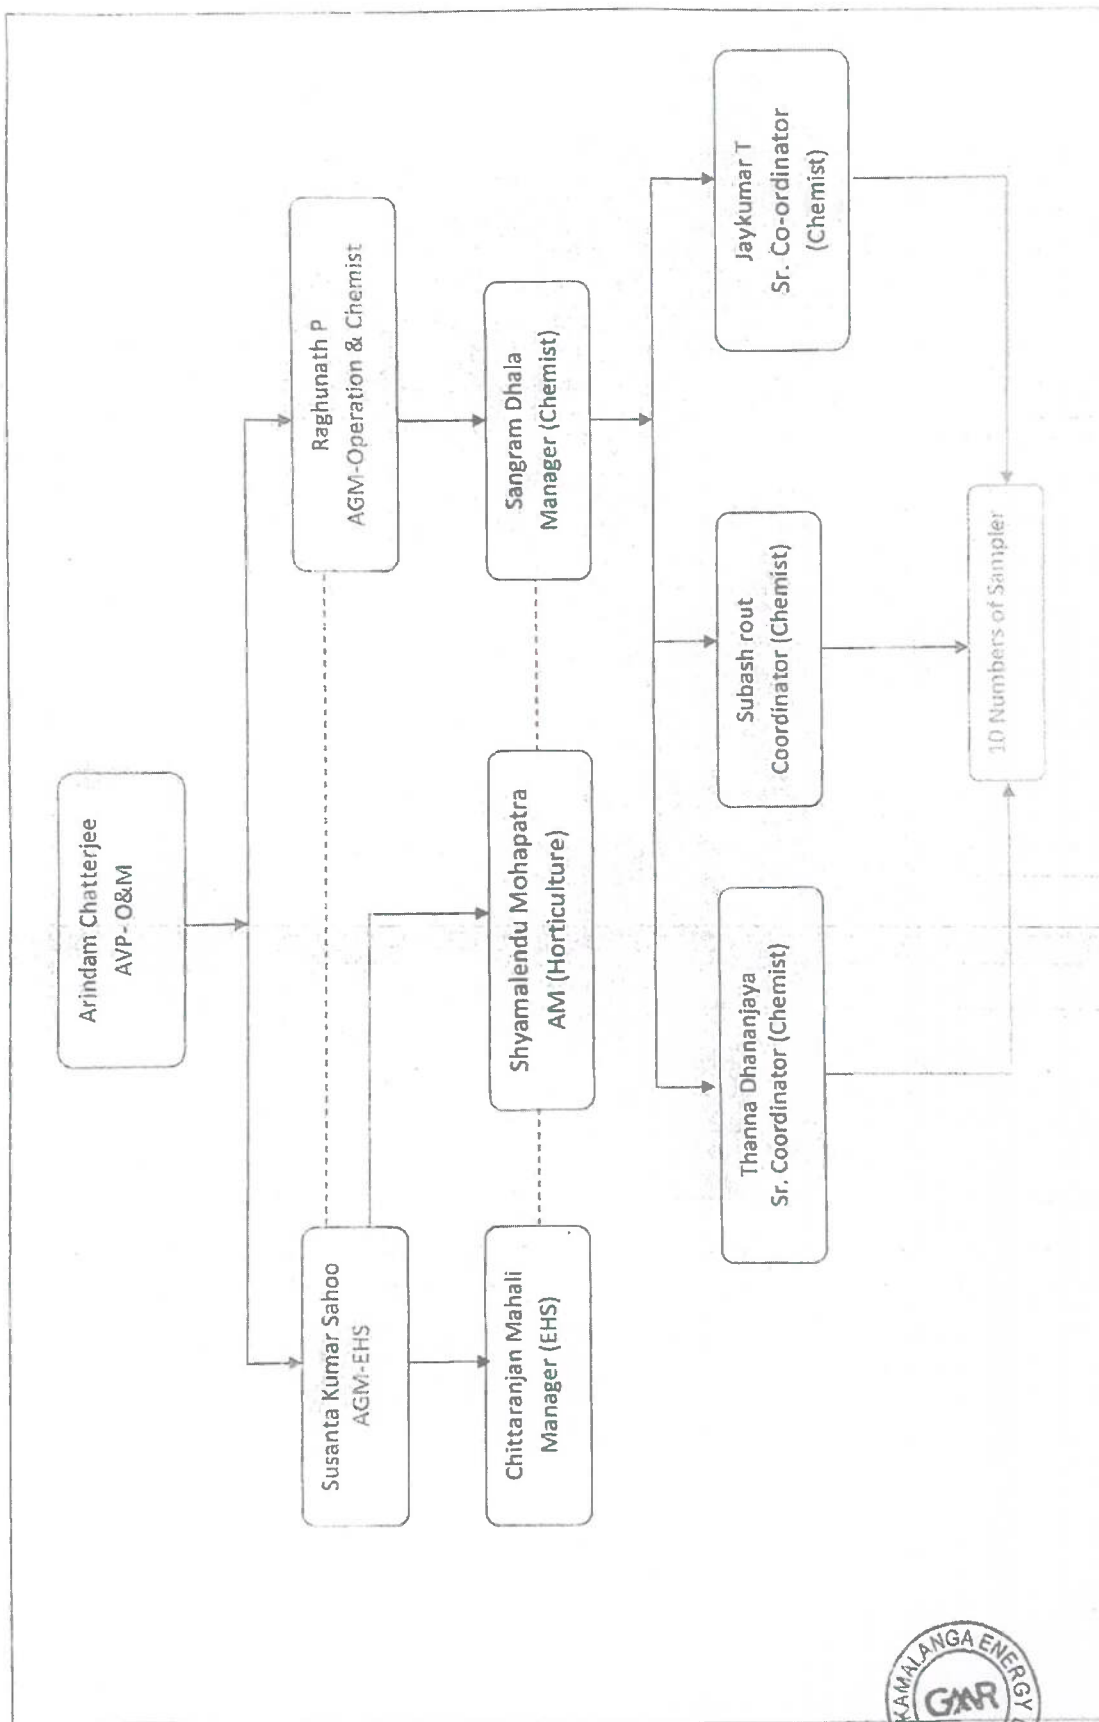 Arindam Chatterjee
AVP- O&M
Susanta Kumar Sahoo
AGM-EHS
Raghunath P
AGM-Operation & Chemist
Chittaranjan Mahali
Manager (EHS)
Shyamalendu Mohapatra
AM (Horticulture)
Sangram Dhala
Manager (Chemist)
Thanna Dhananjaya
Sr. Coordinator (Chemist)
Subash rout
Coordinator (Chemist)
Jaykumar T
Sr. Co-ordinator
(Chemist)
10 Numbers of Sampler
KAMALANGA ENERGY
GMR